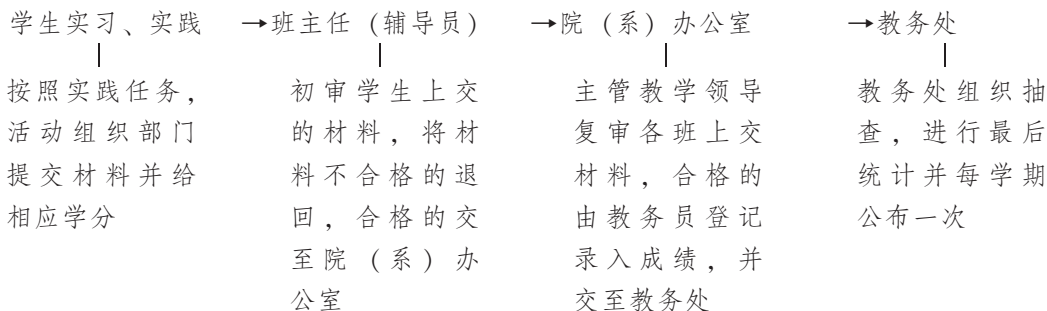 学生实习、实践 →班主任（辅导员） →院（系）办公室 →教务处
按照实践任务，
活动组织部门
提交材料并给
相应学分
初审学生上交
的材料，将材
料不合格的退
回，合格的交
至院（系）办
公室
主管教学领导
复审各班上交
材料，合格的
由教务员登记
录入成绩，并
交至教务处
教务处组织抽
查，进行最后
统计并每学期
公布一次